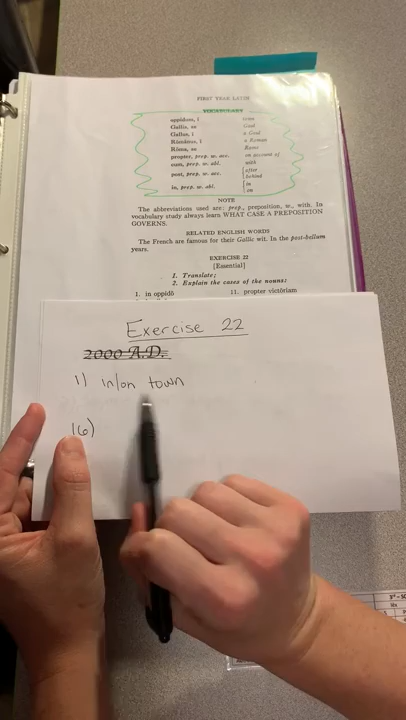 FIRST YEAR LATIN
VOCABULARY
oppidum, ī town
Gallia, ae Gaul
Gallus, ī a Gaul
Rōmānus, ī a Roman
Rōma, ae Rome
propter, prep. w. acc. on account of
cum, prep. w. abl. with
post, prep. w. acc. after
behind
in, prep. w. abl. in
on
NOTE
The abbreviations used are: prep., preposition, w., with. In
vocabulary study always learn WHAT CASE A PREPOSITION
GOVERNS.
RELATED ENGLISH WORDS
The French are famous for their Gallic wit. In the post-bellum
years.
EXERCISE 22
[Essential]
1. Translate;
2. Explain the cases of the nouns:
1. in oppidō 11. propter victōriam
Exercise 22
2000 A.D.
1) in/on town
16)